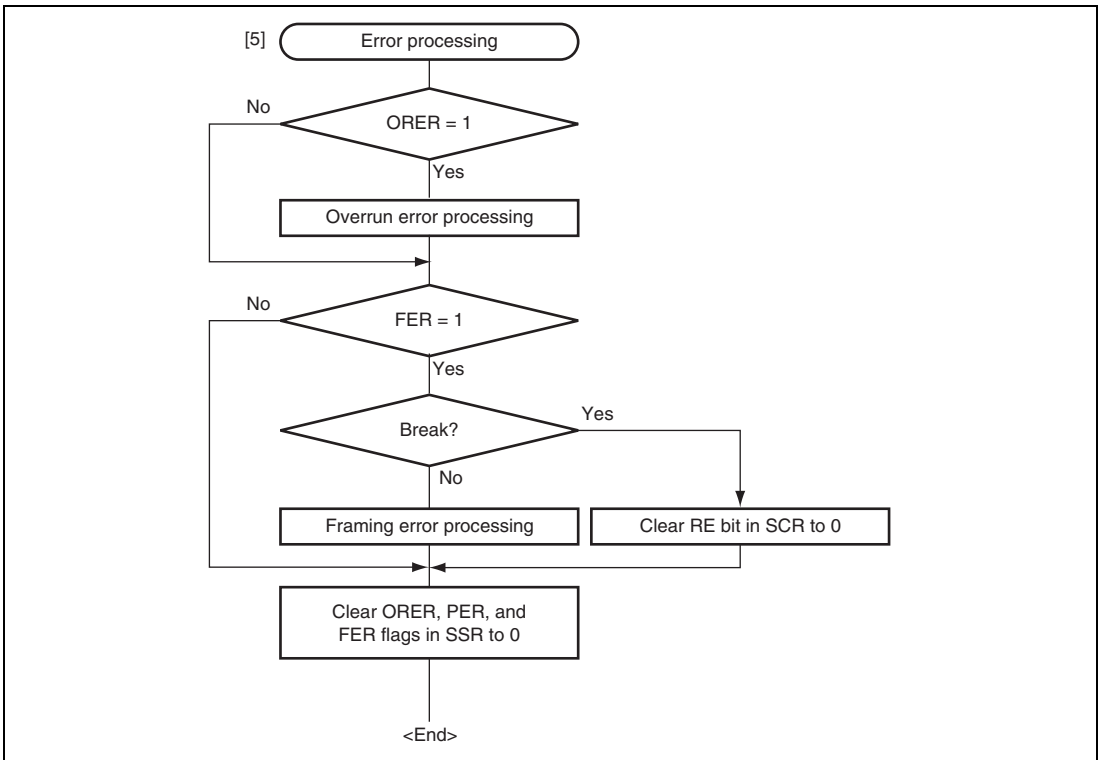 [5] Error processing
No
ORER = 1
Yes
Overrun error processing
No
FER = 1
Yes
Yes
Break?
No
Framing error processing
Clear RE bit in SCR to 0
Clear ORER, PER, and
FER flags in SSR to 0
<End>